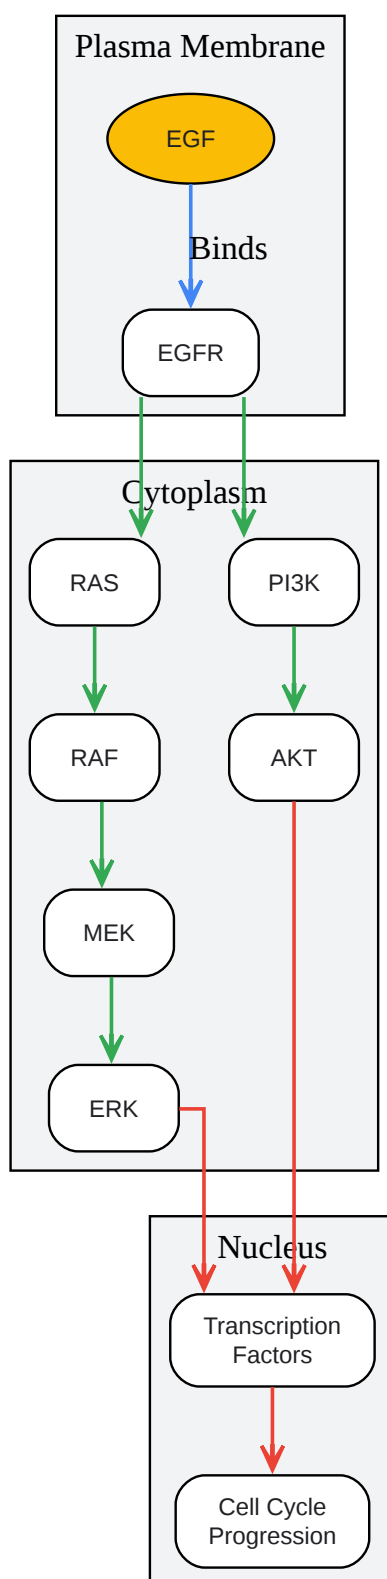 Plasma Membrane
EGF
Binds
EGFR
Cytoplasm
RAS
PI3K
RAF
AKT
MEK
ERK
Nucleus
Transcription
Factors
Cell Cycle
Progression